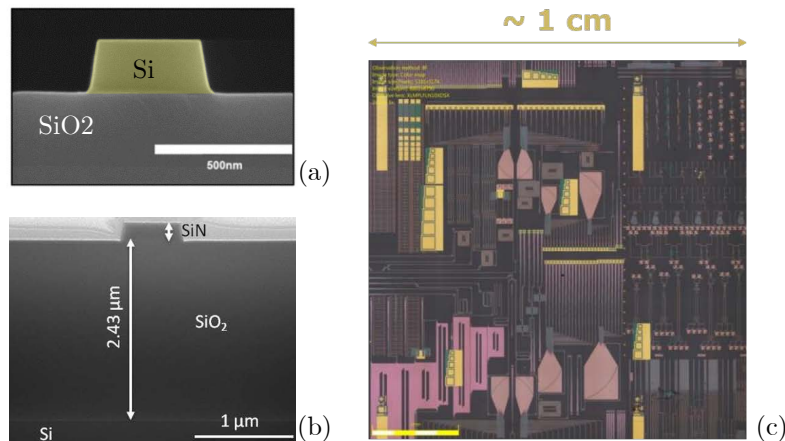 Si
SiO2
500nm
(a)
SiN
2.43 µm
SiO₂
Si
1 µm
(b)
~ 1 cm
(c)